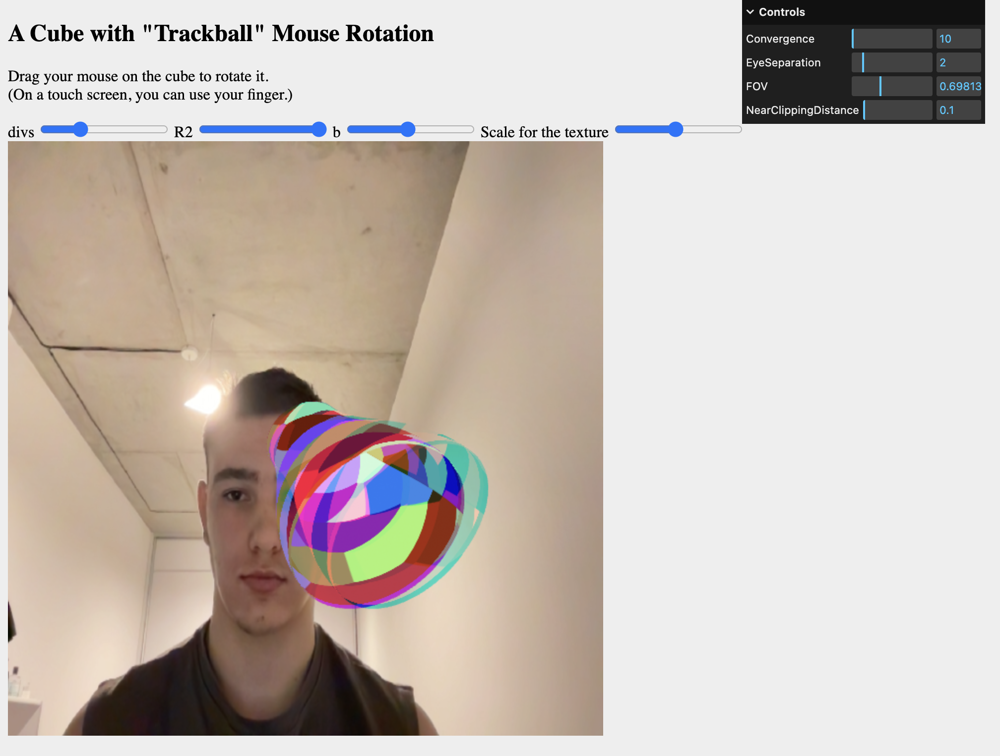 A Cube with "Trackball" Mouse Rotation
Drag your mouse on the cube to rotate it.
(On a touch screen, you can use your finger.)
divs R2 b Scale for the texture
Controls
Convergence 10
EyeSeparation 2
FOV 0.69813
NearClippingDistance 0.1